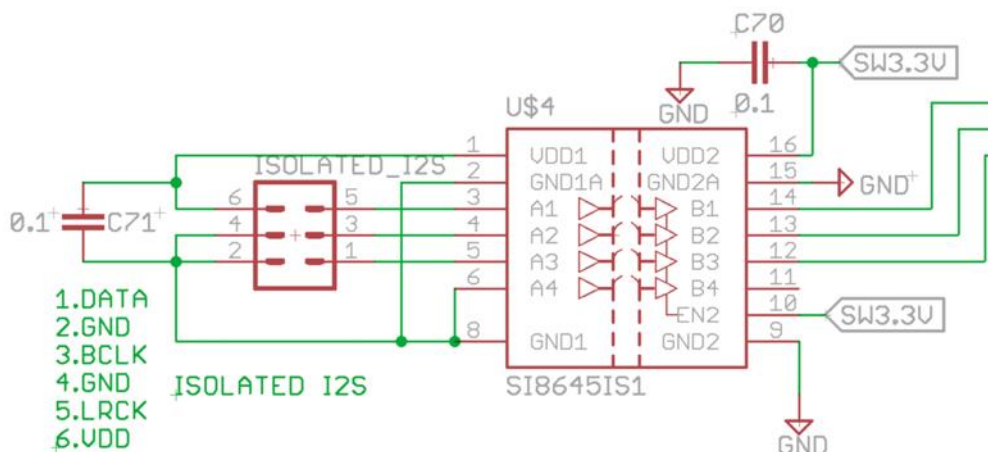 C70
SW3.3V
0.1
GND
U$4
1
VDD1
VDD2
16
ISOLATED_I2S
2
GND1A
GND2A
15
GND
6
5
3
A1
B1
14
0.1
C71
4
3
4
A2
B2
13
2
1
5
A3
B3
12
6
A4
B4
11
EN2
10
SW3.3V
8
GND1
GND2
9
1.DATA
2.GND
3.BCLK
4.GND
5.LRCK
6.VDD
ISOLATED I2S
SI8645IS1
GND